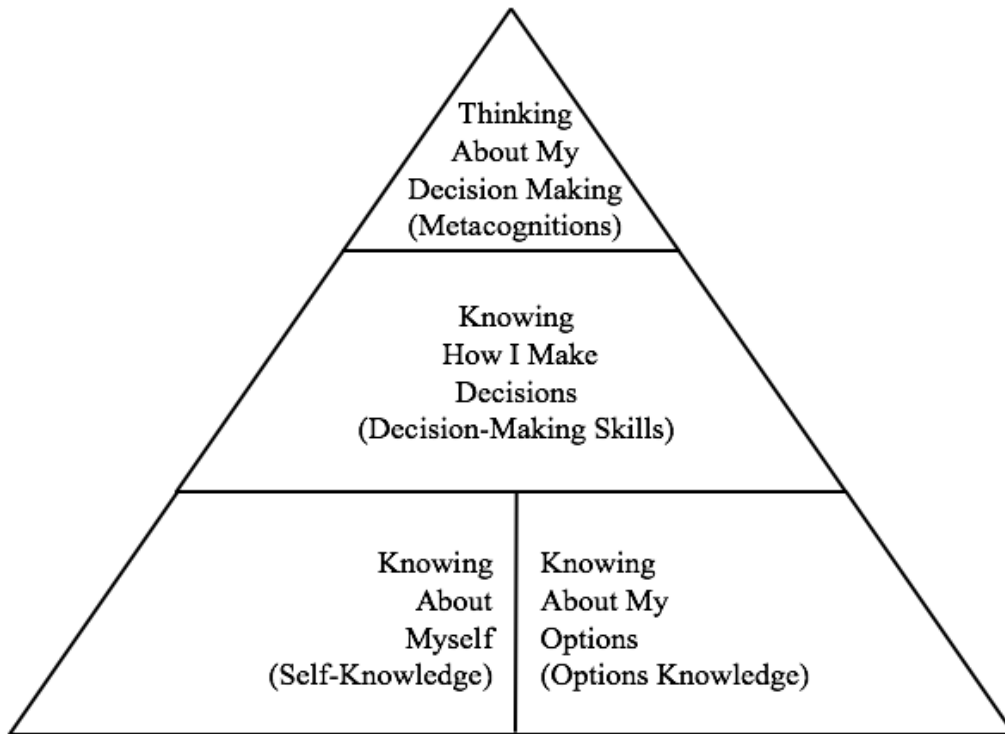 Thinking
About My
Decision Making
(Metacognitions)
Knowing
How I Make
Decisions
(Decision-Making Skills)
Knowing
About
Myself
(Self-Knowledge)
Knowing
About My
Options
(Options Knowledge)